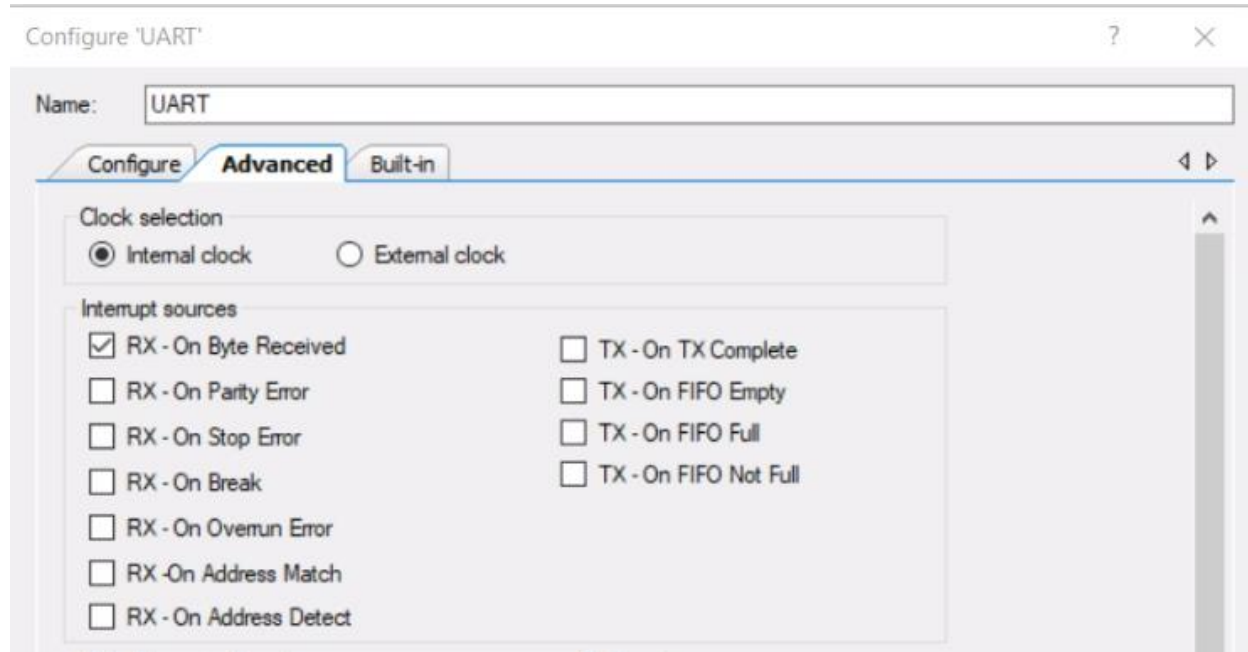 Configure 'UART'
?
Name: UART
Configure Advanced Built-in
Clock selection
Internal clock External clock
Interrupt sources
RX - On Byte Received
RX - On Parity Error
RX - On Stop Error
RX - On Break
RX - On Overrun Error
RX -On Address Match
RX - On Address Detect
TX - On TX Complete
TX - On FIFO Empty
TX - On FIFO Full
TX - On FIFO Not Full